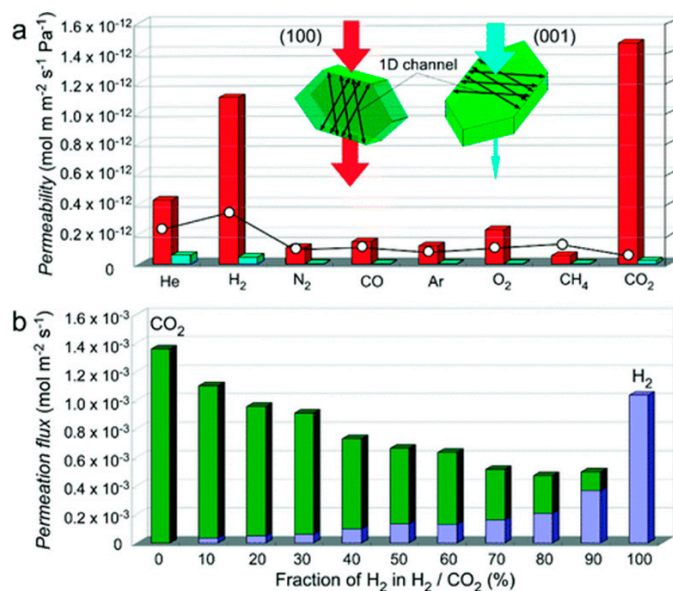 a
Permeability (mol m m⁻² s⁻¹ Pa⁻¹)
1.6 x 10⁻¹²
1.4 x 10⁻¹²
1.2 x 10⁻¹²
1.2 x 10⁻¹²
0.8 x 10⁻¹²
0.6 x 10⁻¹²
0.4 x 10⁻¹²
0.2 x 10⁻¹²
0
(100)
(001)
1D channel
He H₂ N₂ CO Ar O₂ CH₄ CO₂
b
Permeation flux (mol m⁻² s⁻¹)
1.6 x 10⁻³
1.4 x 10⁻³
1.2 x 10⁻³
1.0 x 10⁻³
0.8 x 10⁻³
0.6 x 10⁻³
0.4 x 10⁻³
0.2 x 10⁻³
0
CO₂
H₂
0 10 20 30 40 50 60 70 80 90 100
Fraction of H₂ in H₂ / CO₂ (%)